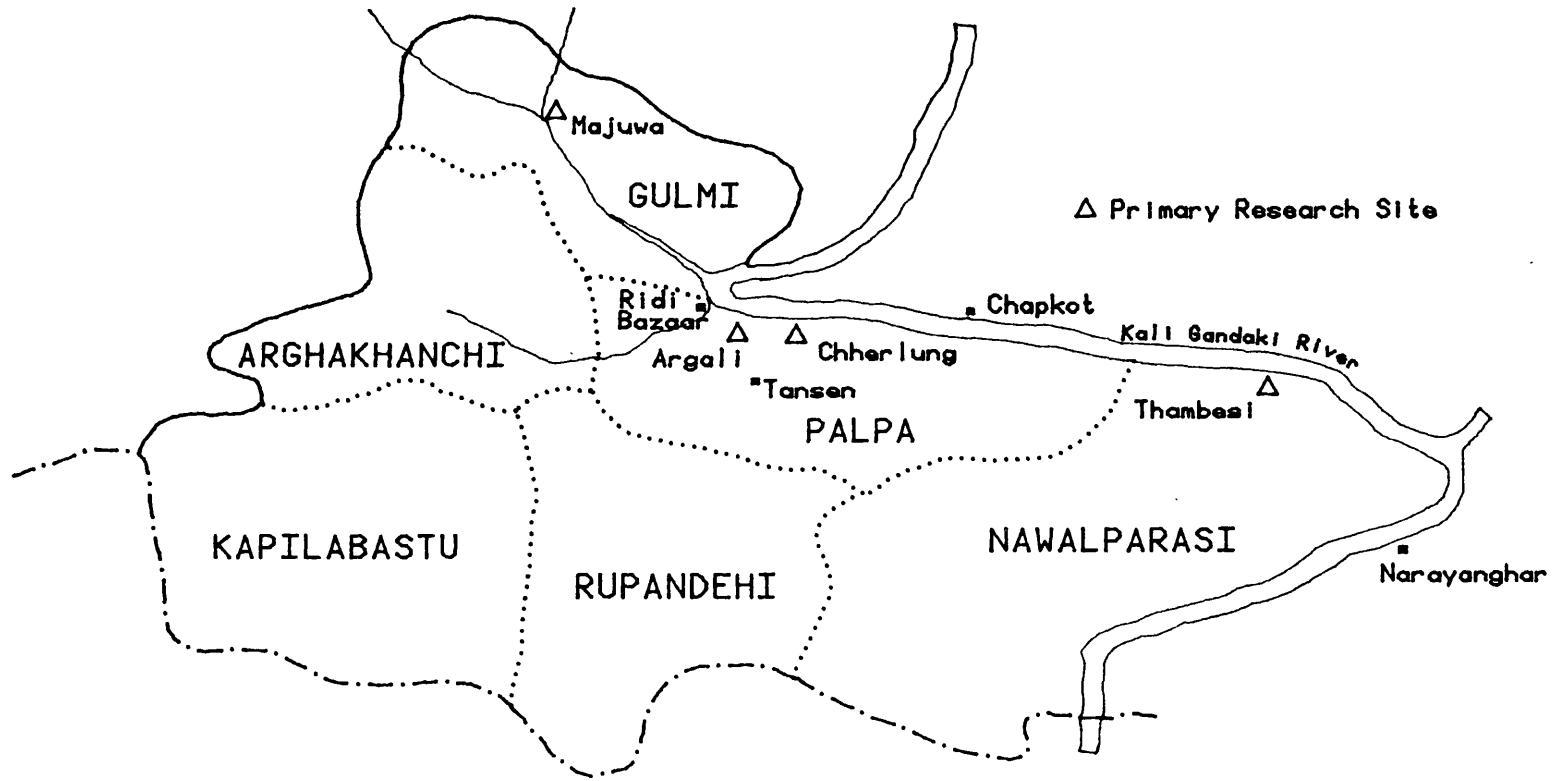 Majuwa
GULMI
Primary Research Site
Ridi
Bazaar
Chapkot
Kali Gandaki River
ARGHAKHANCHI
Argali
Chherlung
Tansen
Thambesi
PALPA
KAPILABASTU
NAWALPARASI
RUPANDEHI
Narayanghar